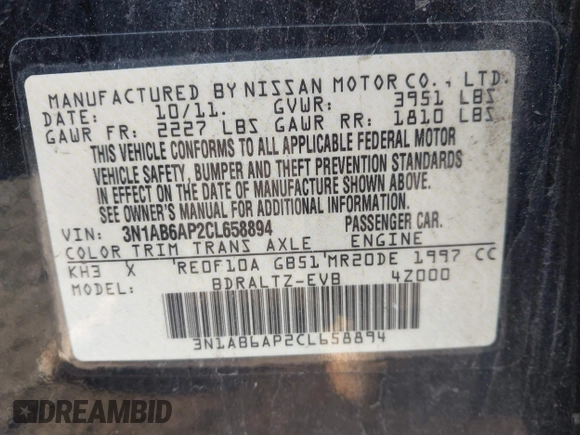 MANUFACTURED BY NISSAN MOTOR CO., LTD.
DATE: 10/11. GVWR: 3951 LBS
GAWR FR: 2227 LBS GAWR RR: 1810 LBS
THIS VEHICLE CONFORMS TO ALL APPLICABLE FEDERAL MOTOR
VEHICLE SAFETY, BUMPER AND THEFT PREVENTION STANDARDS
IN EFFECT ON THE DATE OF MANUFACTURE SHOWN ABOVE.
SEE OWNER'S MANUAL FOR ADDITIONAL INFORMATION.
VIN: 3N1AB6AP2CL658894 PASSENGER CAR.
COLOR TRIM TRANS AXLE ENGINE
KH3 X RE0F10A GB51 MR20DE 1997 CC
MODEL: BDRALTZ-EVB 4Z000
3N1AB6AP2CL658894
DREAMBID